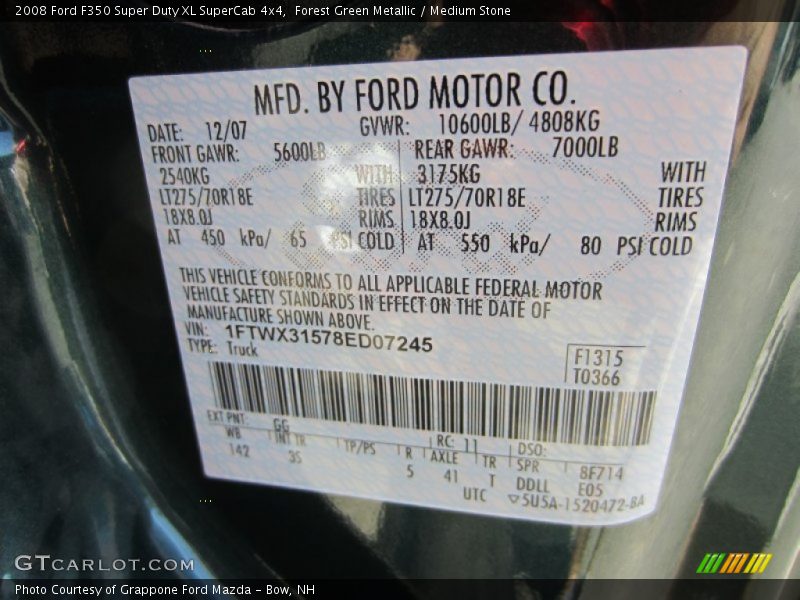 2008 Ford F350 Super Duty XL SuperCab 4x4, Forest Green Metallic / Medium Stone
MFD. BY FORD MOTOR CO.
DATE: 12/07 GVWR: 10600LB/ 4808KG
FRONT GAWR: 5600LB REAR GAWR: 7000LB
2540KG WITH 3175KG WITH
LT275/70R18E TIRES LT275/70R18E TIRES
18X8.0J RIMS 18X8.0J RIMS
AT 450 kPa/ 65 PSI COLD AT 550 kPa/ 80 PSI COLD
THIS VEHICLE CONFORMS TO ALL APPLICABLE FEDERAL MOTOR
VEHICLE SAFETY STANDARDS IN EFFECT ON THE DATE OF
MANUFACTURE SHOWN ABOVE.
VIN: 1FTWX31578ED07245
TYPE: Truck
F1315
T0366
EXT PNT: GG RC: 11 DSO:
WB INT TR TP/PS R AXLE TR SPR 8F714
142 3S 5 41 T DDLL E05
UTC ▽5U5A-1520472-BA
GTCARLOT.COM
Photo Courtesy of Grappone Ford Mazda - Bow, NH